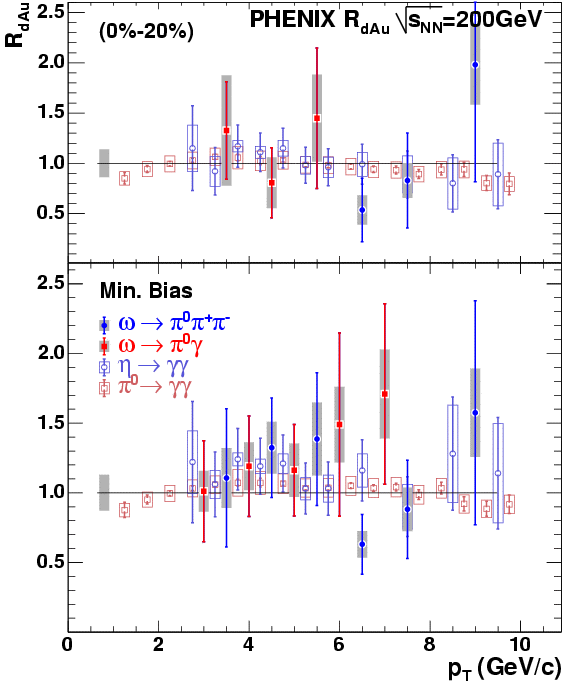 PHENIX R_dAu √s_NN=200GeV
(0%-20%)
R_dAu
2.5
2.0
1.5
1.0
0.5
Min. Bias
ω → π⁰π⁺π⁻
ω → π⁰γ
η → γγ
π⁰ → γγ
2.5
2.0
1.5
1.0
0.5
0 2 4 6 8 10
p_T (GeV/c)